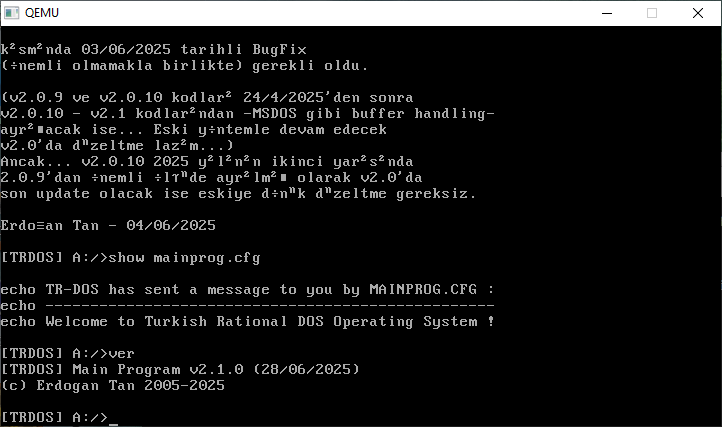 QEMU
k²sm²nda 03/06/2025 tarihli BugFix
(÷nemli olmamakla birlikte) gerekli oldu.
(v2.0.9 ve v2.0.10 kodlar² 24/4/2025'den sonra
v2.0.10 - v2.1 kodlar²ndan -MSDOS gibi buffer handling-
ayr²■acak ise... Eski y÷ntemle devam edecek
v2.0'da dⁿzeltme laz²m...)
Ancak... v2.0.10 2025 y²l²n²n ikinci yar²s²nda
2.0.9'dan ÷nemli ÷lτⁿde ayr²lm²■ olarak v2.0'da
son update olacak ise eskiye d÷nⁿk dⁿzeltme gereksiz.
Erdo≡an Tan - 04/06/2025
[TRDOS] A:/>show mainprog.cfg
echo TR-DOS has sent a message to you by MAINPROG.CFG :
echo --------------------------------------------------
echo Welcome to Turkish Rational DOS Operating System !
[TRDOS] A:/>ver
[TRDOS] Main Program v2.1.0 (28/06/2025)
(c) Erdogan Tan 2005-2025
[TRDOS] A:/>_